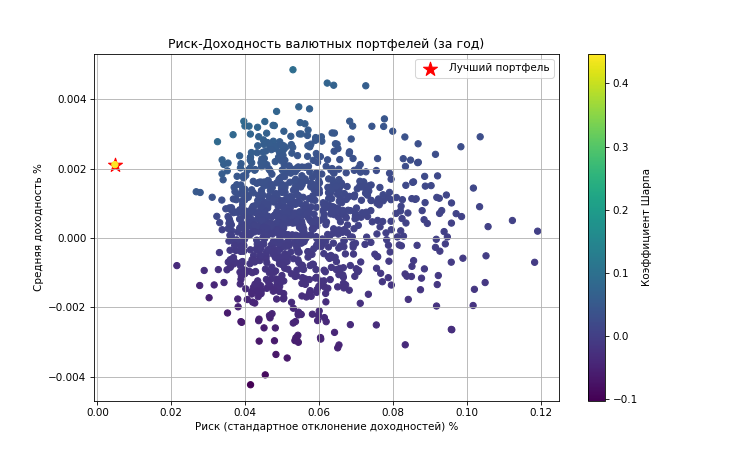 Риск-Доходность валютных портфелей (за год)
Лучший портфель
0.004
0.002
0.000
−0.002
−0.004
Средняя доходность %
0.00 0.02 0.04 0.06 0.08 0.10 0.12
Риск (стандартное отклонение доходностей) %
0.4
0.3
0.2
0.1
0.0
−0.1
Коэффициент Шарпа